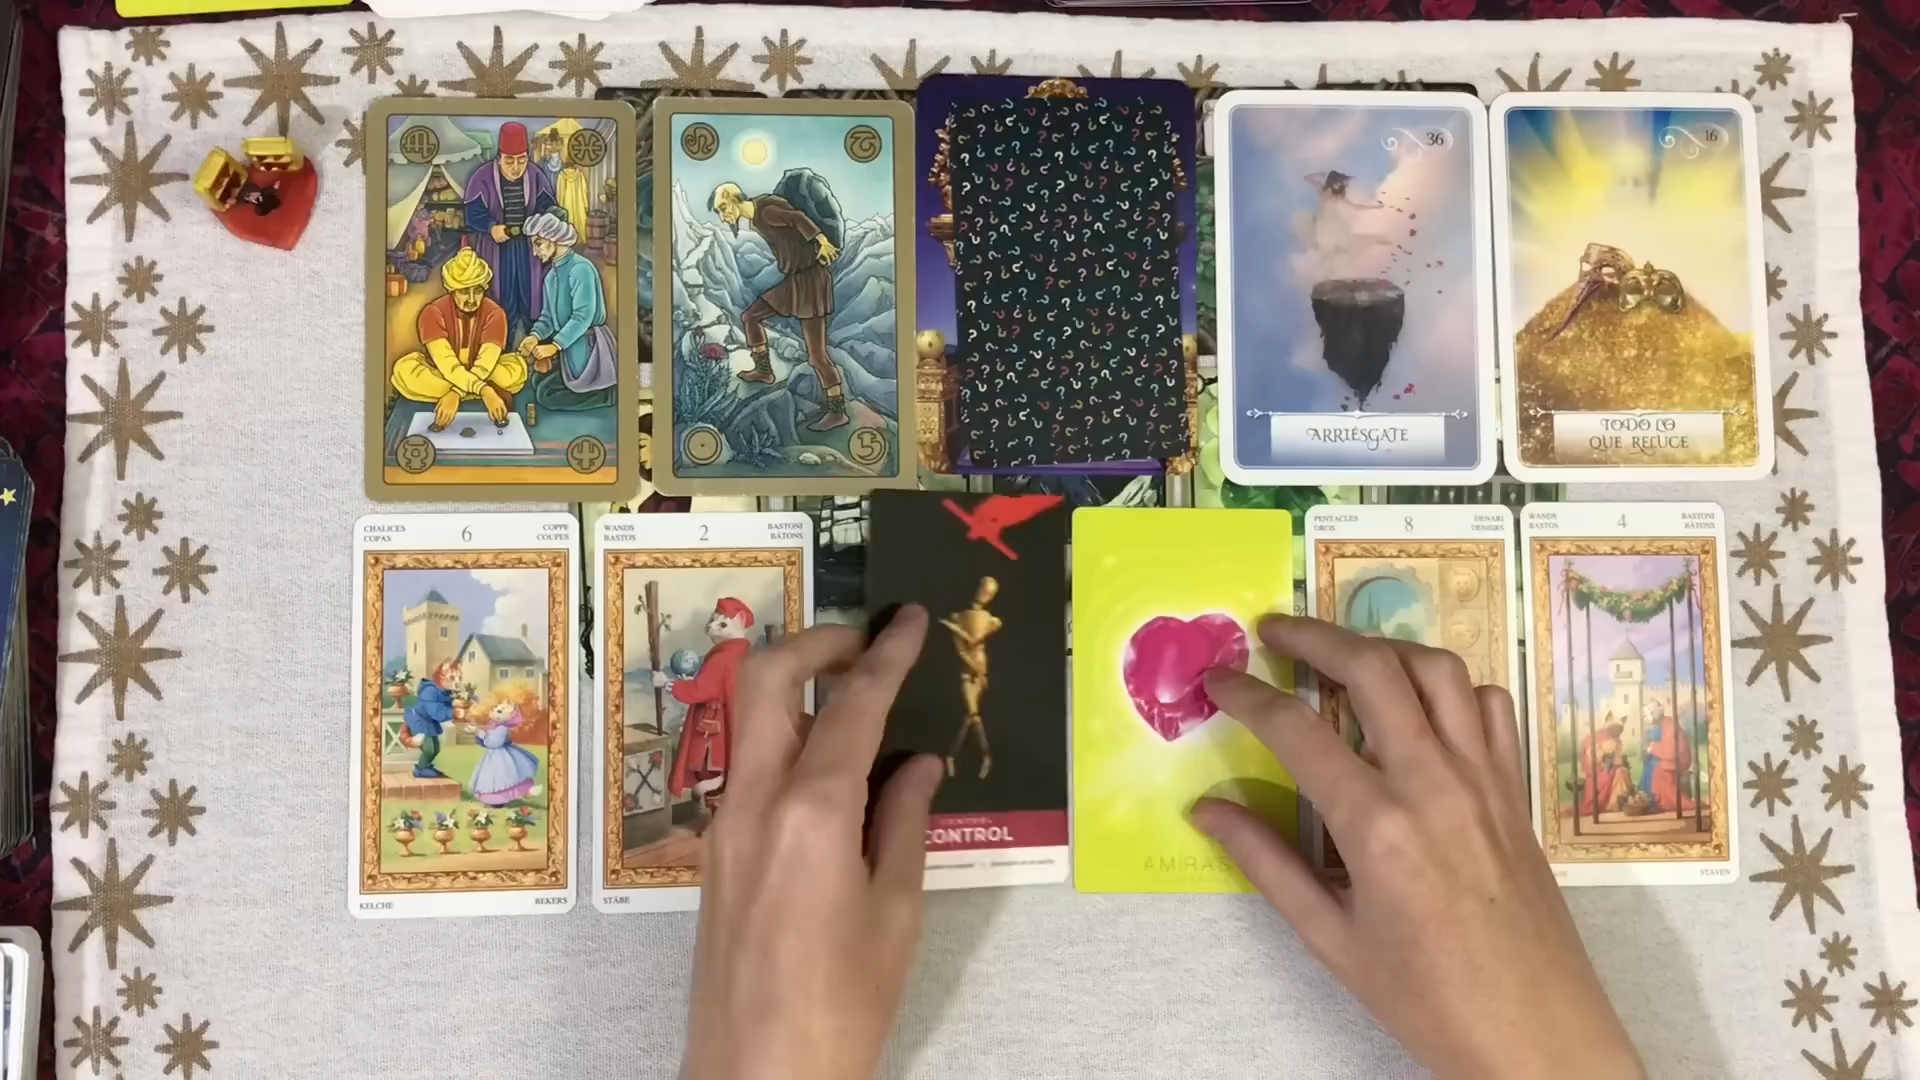 36
16
ARRIÉSGATE
TODO LO
QUE RELUCE
CHALICES
COPAS
6
COPPE
COUPES
WANDS
BASTOS
2
BASTONI
BÂTONS
PENTACLES
OROS
8
DENARI
DENIERS
WANDS
BASTOS
4
BASTONI
BÂTONS
CONTROL
CONTROL
KELCHE
BEKERS
STÄBE
STAVEN